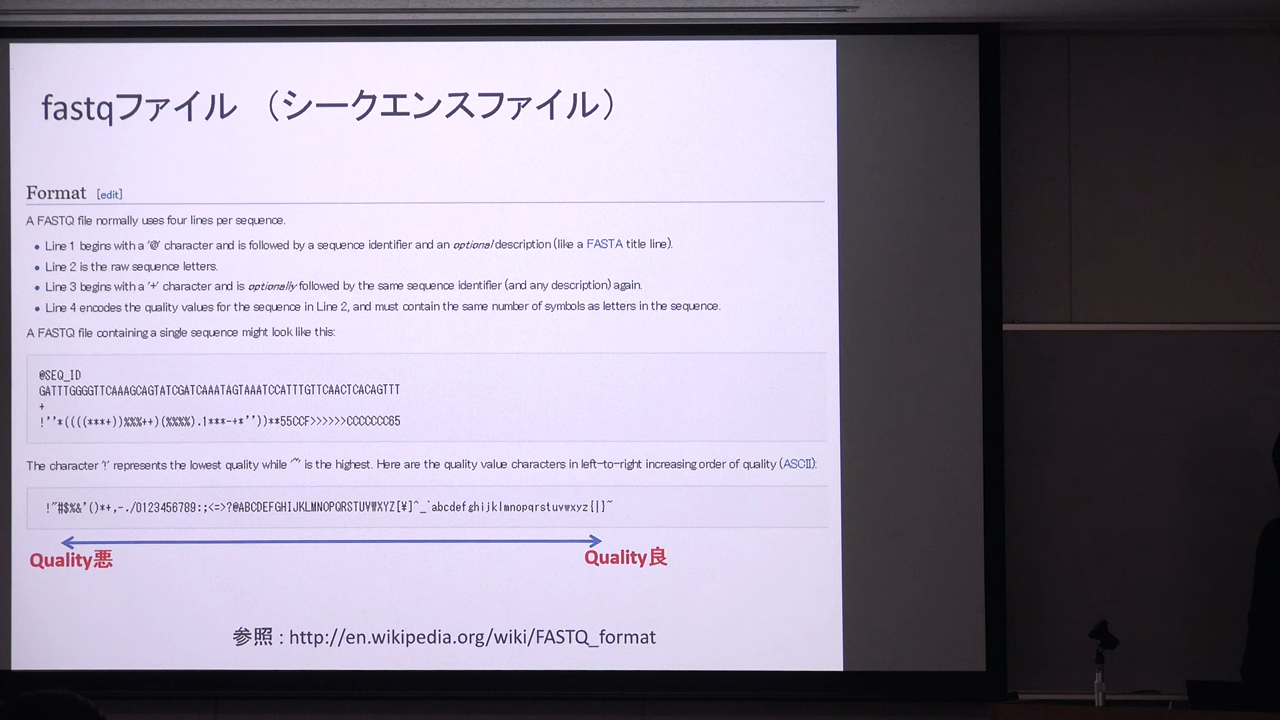 fastqファイル （シークエンスファイル）
Format [edit]
A FASTQ file normally uses four lines per sequence.
• Line 1 begins with a '@' character and is followed by a sequence identifier and an optional description (like a FASTA title line).
• Line 2 is the raw sequence letters.
• Line 3 begins with a '+' character and is optionally followed by the same sequence identifier (and any description) again.
• Line 4 encodes the quality values for the sequence in Line 2, and must contain the same number of symbols as letters in the sequence.
A FASTQ file containing a single sequence might look like this:
@SEQ_ID
GATTTGGGGTTCAAAGCAGTATCGATCAAATAGTAAATCCATTTGTTCAACTCACAGTTT
+
!''*((((***+))%%%++)(%%%%).1***-+*''))**55CCF>>>>>>CCCCCCC65
The character '!' represents the lowest quality while '~' is the highest. Here are the quality value characters in left-to-right increasing order of quality (ASCII):
!"#$%&'()*+,-./0123456789:;<=>?@ABCDEFGHIJKLMNOPQRSTUVWXYZ[¥]^_`abcdefghijklmnopqrstuvwxyz{|}~
Quality悪 Quality良
参照 : http://en.wikipedia.org/wiki/FASTQ_format